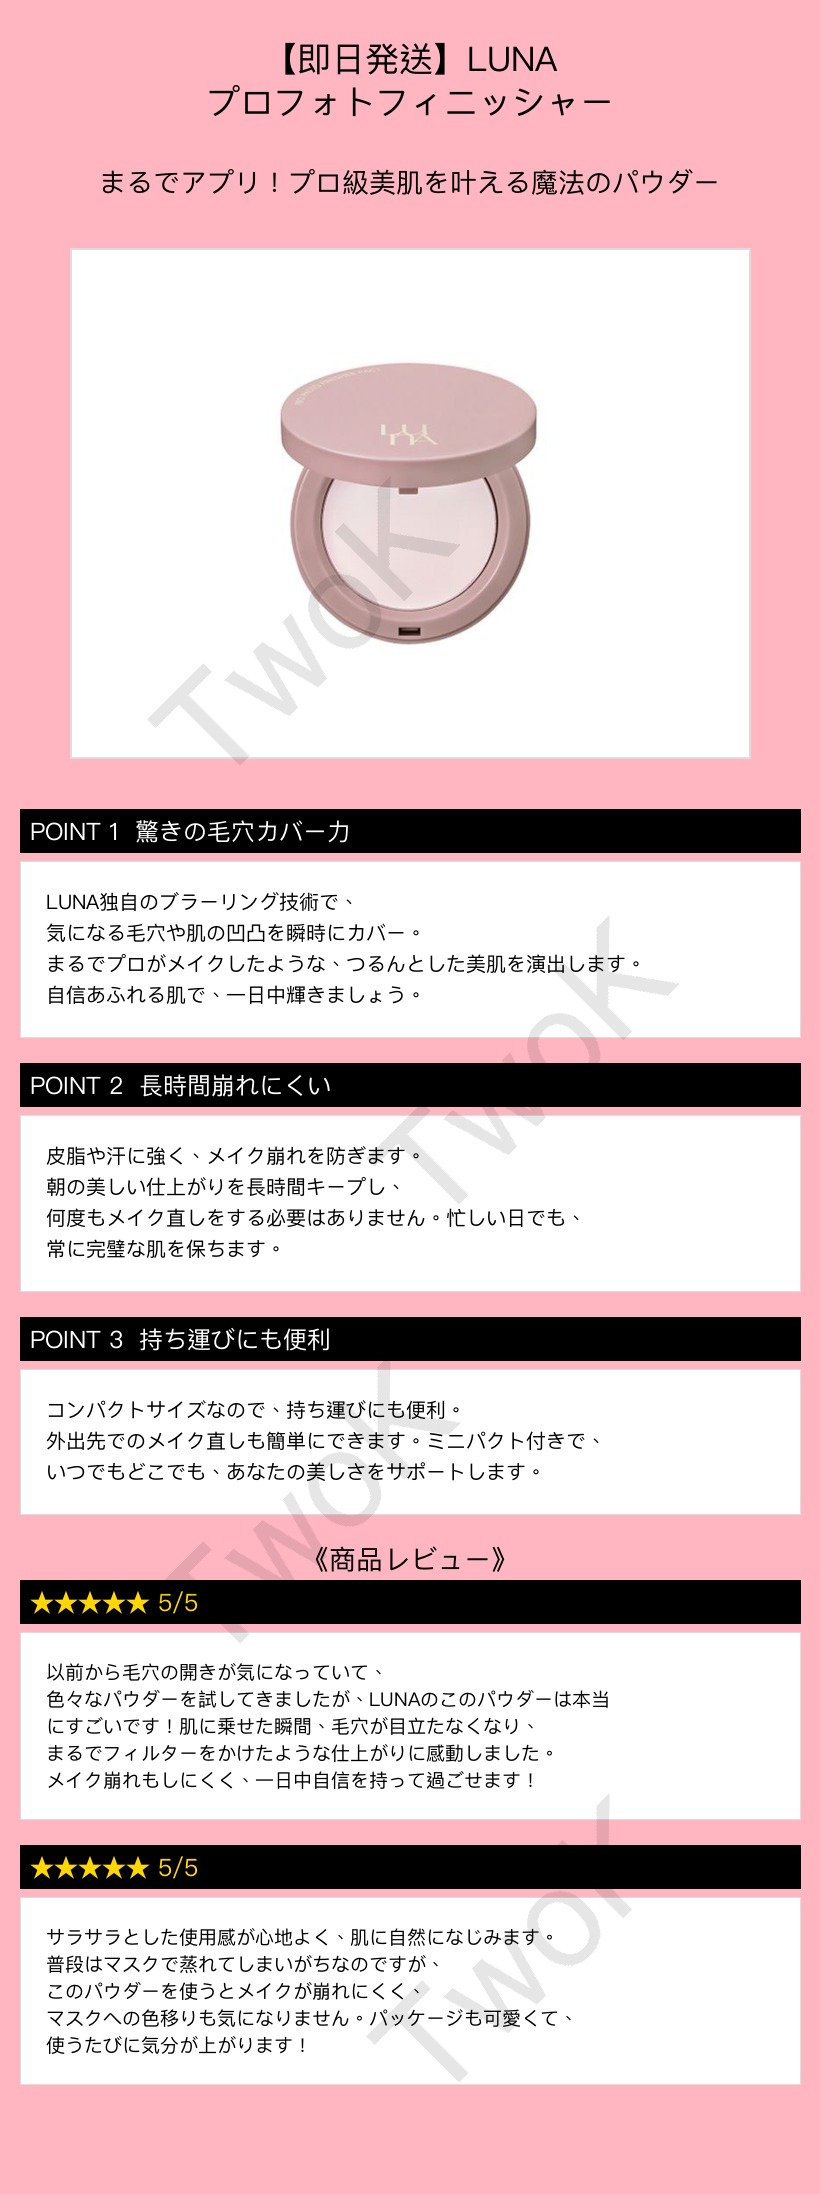 【即日発送】LUNA
プロフォトフィニッシャー
まるでアプリ！プロ級美肌を叶える魔法のパウダー
LUNA
TwoK
POINT 1 驚きの毛穴カバー力
LUNA独自のブラーリング技術で、
気になる毛穴や肌の凹凸を瞬時にカバー。
まるでプロがメイクしたような、つるんとした美肌を演出します。
自信あふれる肌で、一日中輝きましょう。
TwoK
POINT 2 長時間崩れにくい
皮脂や汗に強く、メイク崩れを防ぎます。
朝の美しい仕上がりを長時間キープし、
何度もメイク直しをする必要はありません。忙しい日でも、
常に完璧な肌を保ちます。
POINT 3 持ち運びにも便利
コンパクトサイズなので、持ち運びにも便利。
外出先でのメイク直しも簡単にできます。ミニパクト付きで、
いつでもどこでも、あなたの美しさをサポートします。
TwoK
《商品レビュー》
★★★★★ 5/5
以前から毛穴の開きが気になっていて、
色々なパウダーを試してきましたが、LUNAのこのパウダーは本当
にすごいです！肌に乗せた瞬間、毛穴が目立たなくなり、
まるでフィルターをかけたような仕上がりに感動しました。
メイク崩れもしにくく、一日中自信を持って過ごせます！
★★★★★ 5/5
サラサラとした使用感が心地よく、肌に自然になじみます。
普段はマスクで蒸れてしまいがちなのですが、
このパウダーを使うとメイクが崩れにくく、
マスクへの色移りも気になりません。パッケージも可愛くて、
使うたびに気分が上がります！
TwoK